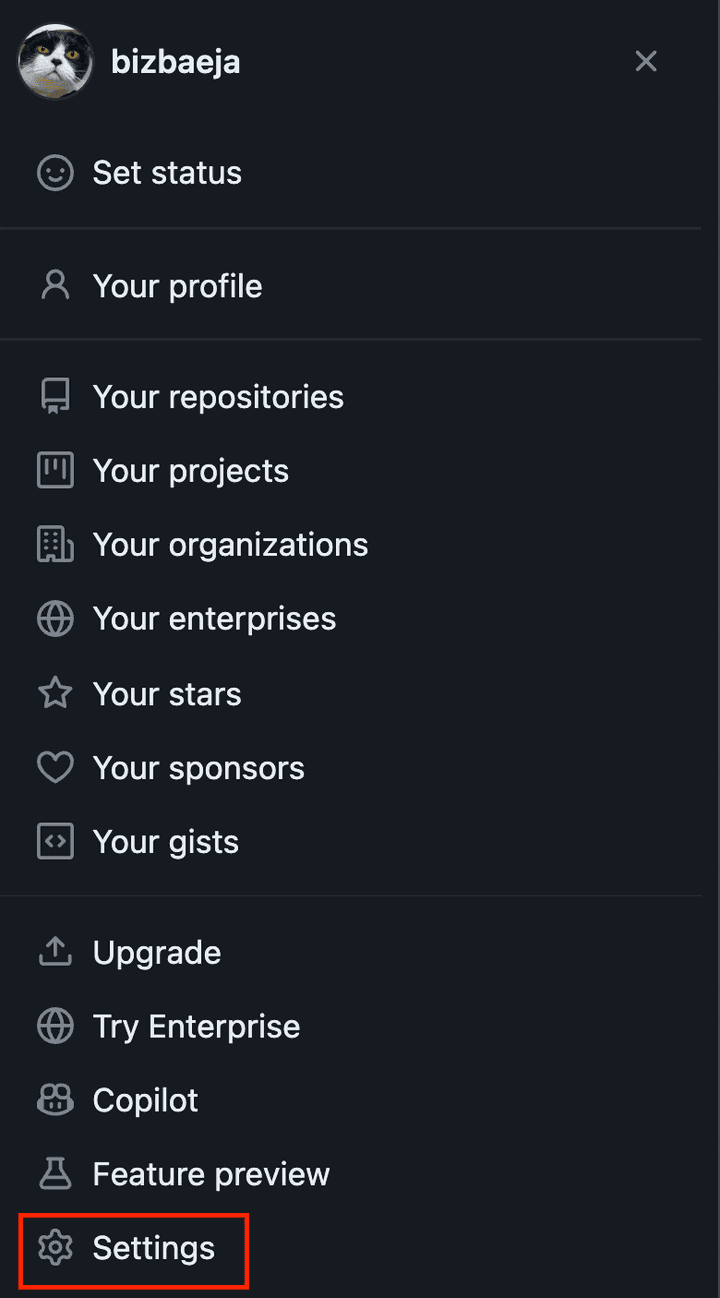 bizbaeja
Set status
Your profile
Your repositories
Your projects
Your organizations
Your enterprises
Your stars
Your sponsors
Your gists
Upgrade
Try Enterprise
Copilot
Feature preview
Settings